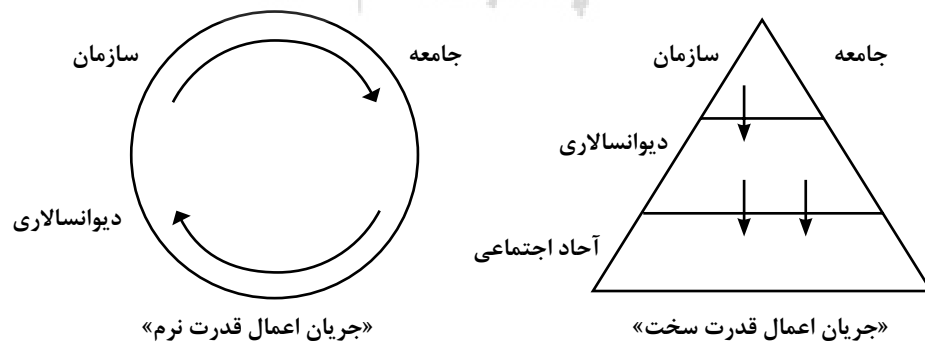 جامعه
سازمان
دیوانسالاری
آحاد اجتماعی
«جریان اعمال قدرت سخت»
جامعه
سازمان
دیوانسالاری
«جریان اعمال قدرت نرم»